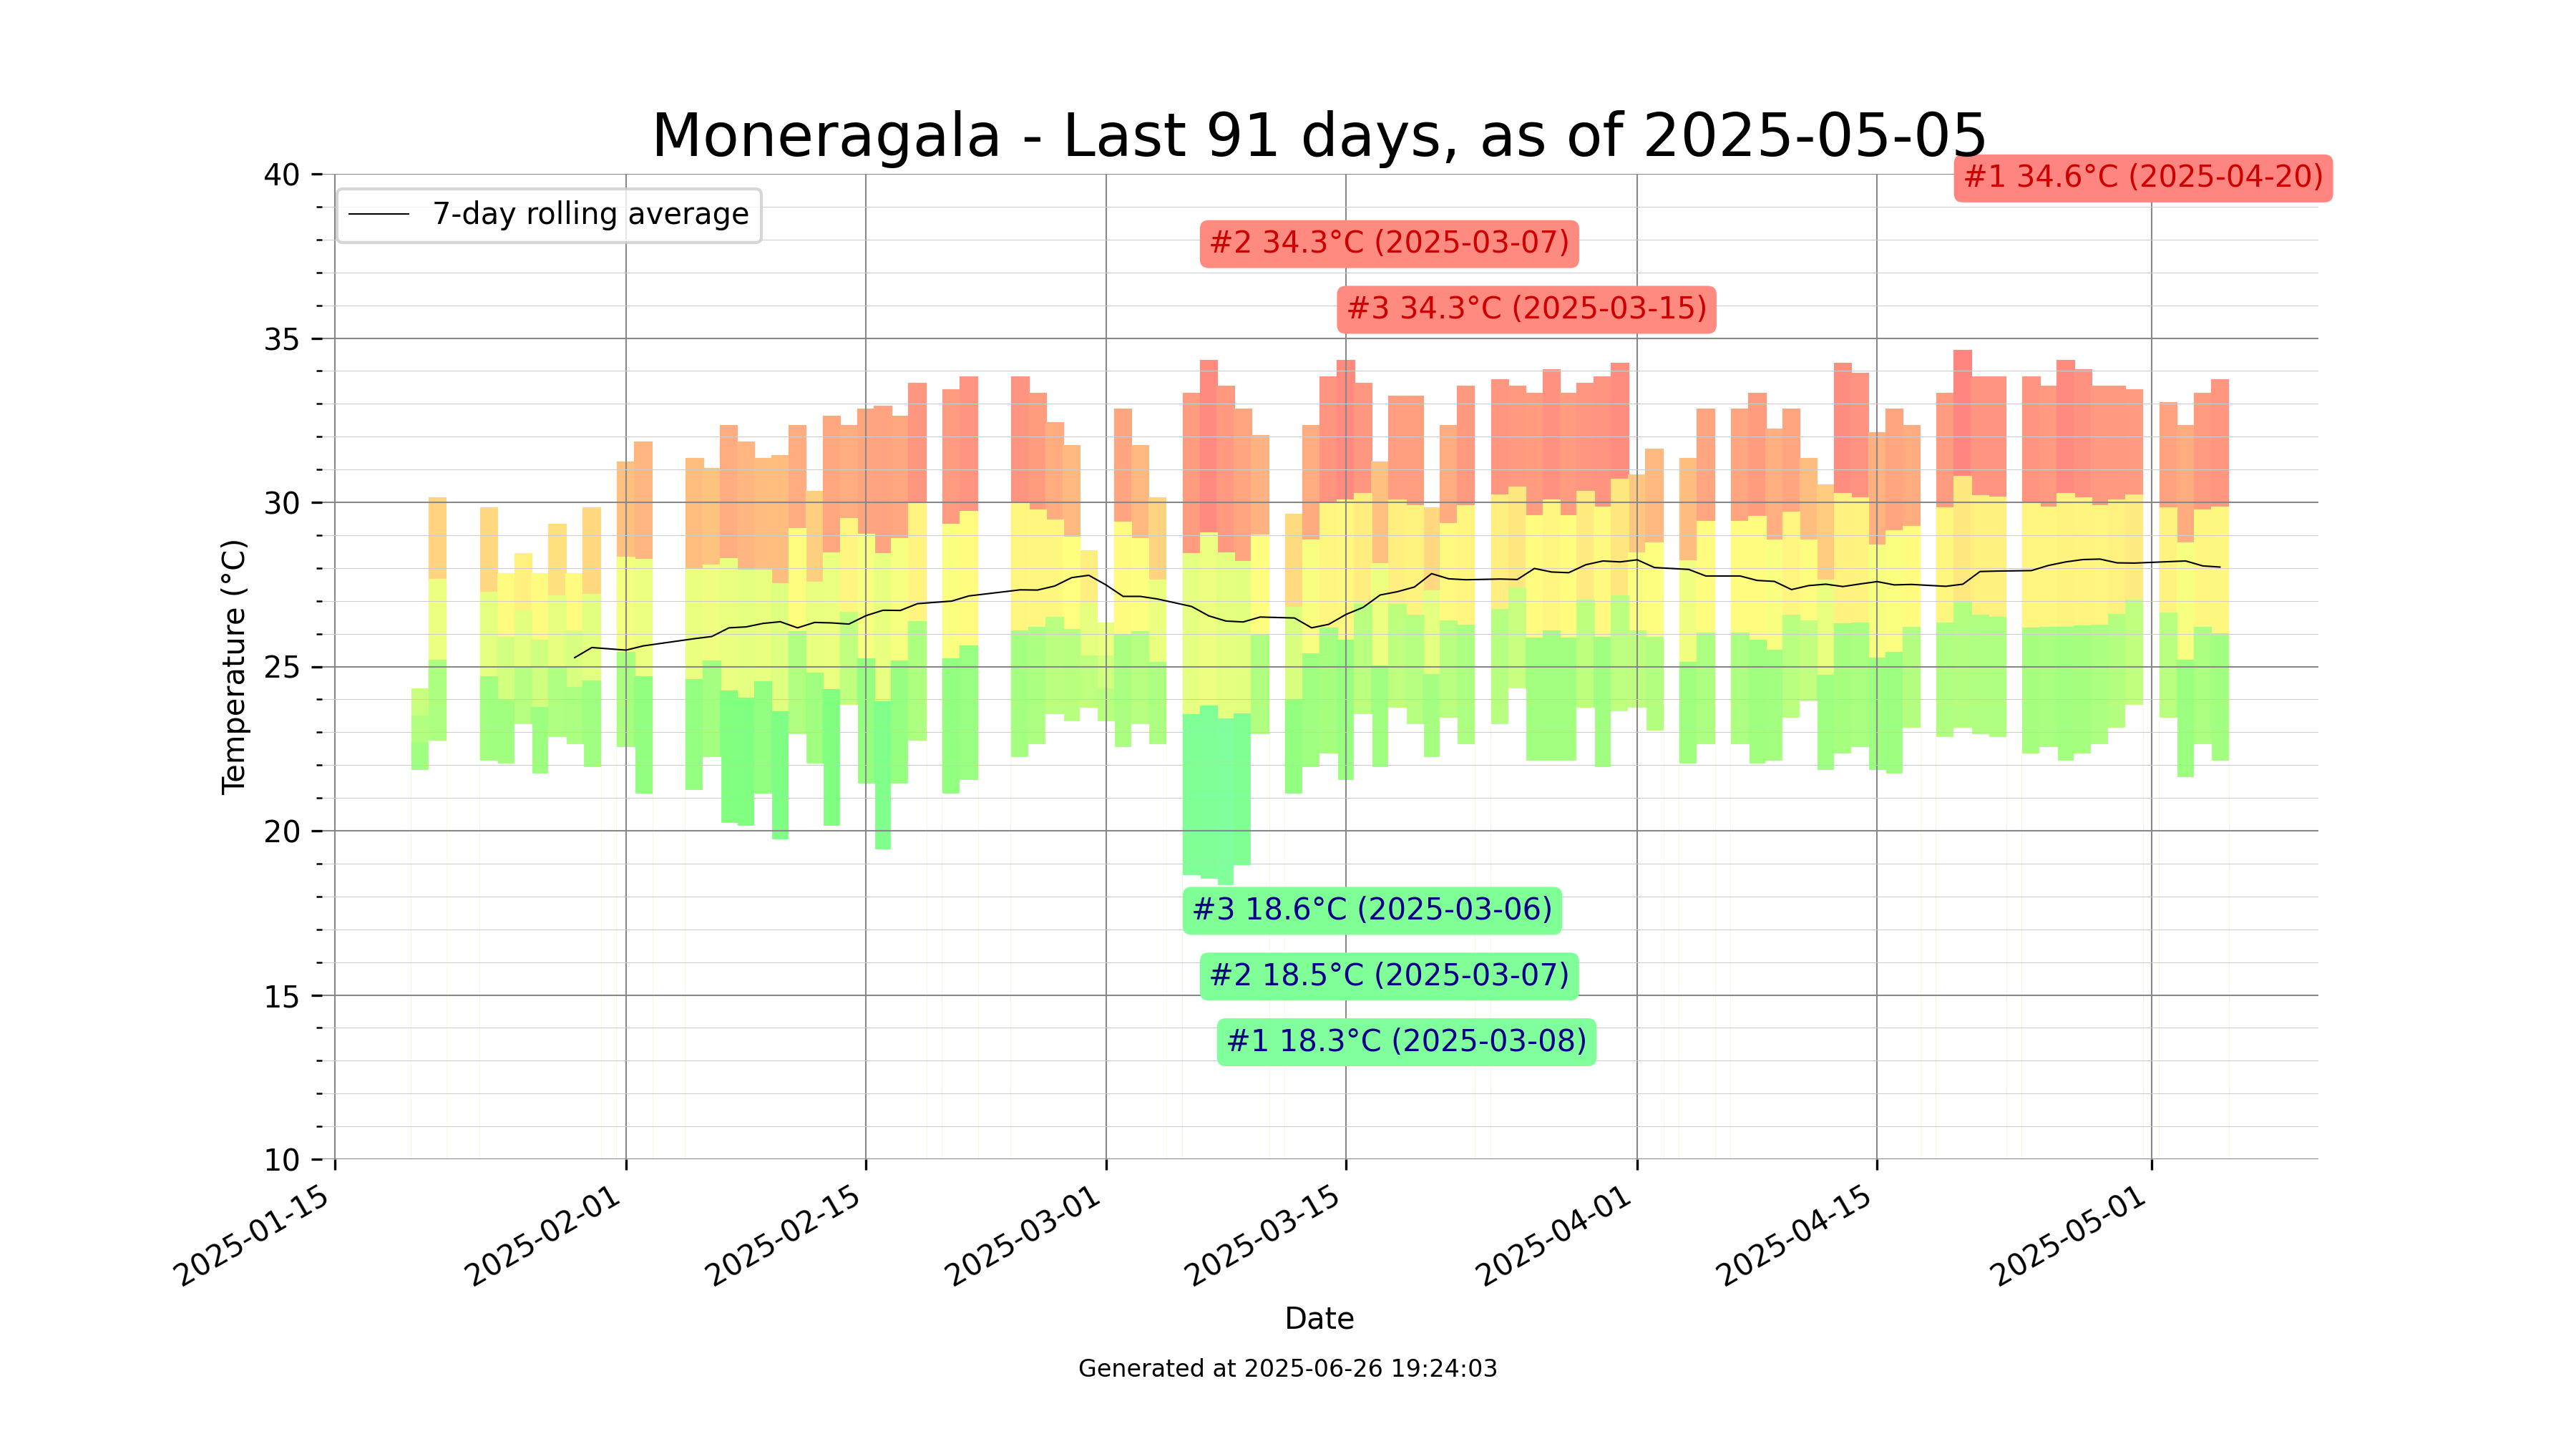 Moneragala - Last 91 days, as of 2025-05-05
#1 34.6°C (2025-04-20)
7-day rolling average
#2 34.3°C (2025-03-07)
#3 34.3°C (2025-03-15)
#3 18.6°C (2025-03-06)
#2 18.5°C (2025-03-07)
#1 18.3°C (2025-03-08)
Temperature (°C)
40
35
30
25
20
15
10
2025-01-15
2025-02-01
2025-02-15
2025-03-01
2025-03-15
2025-04-01
2025-04-15
2025-05-01
Date
Generated at 2025-06-26 19:24:03